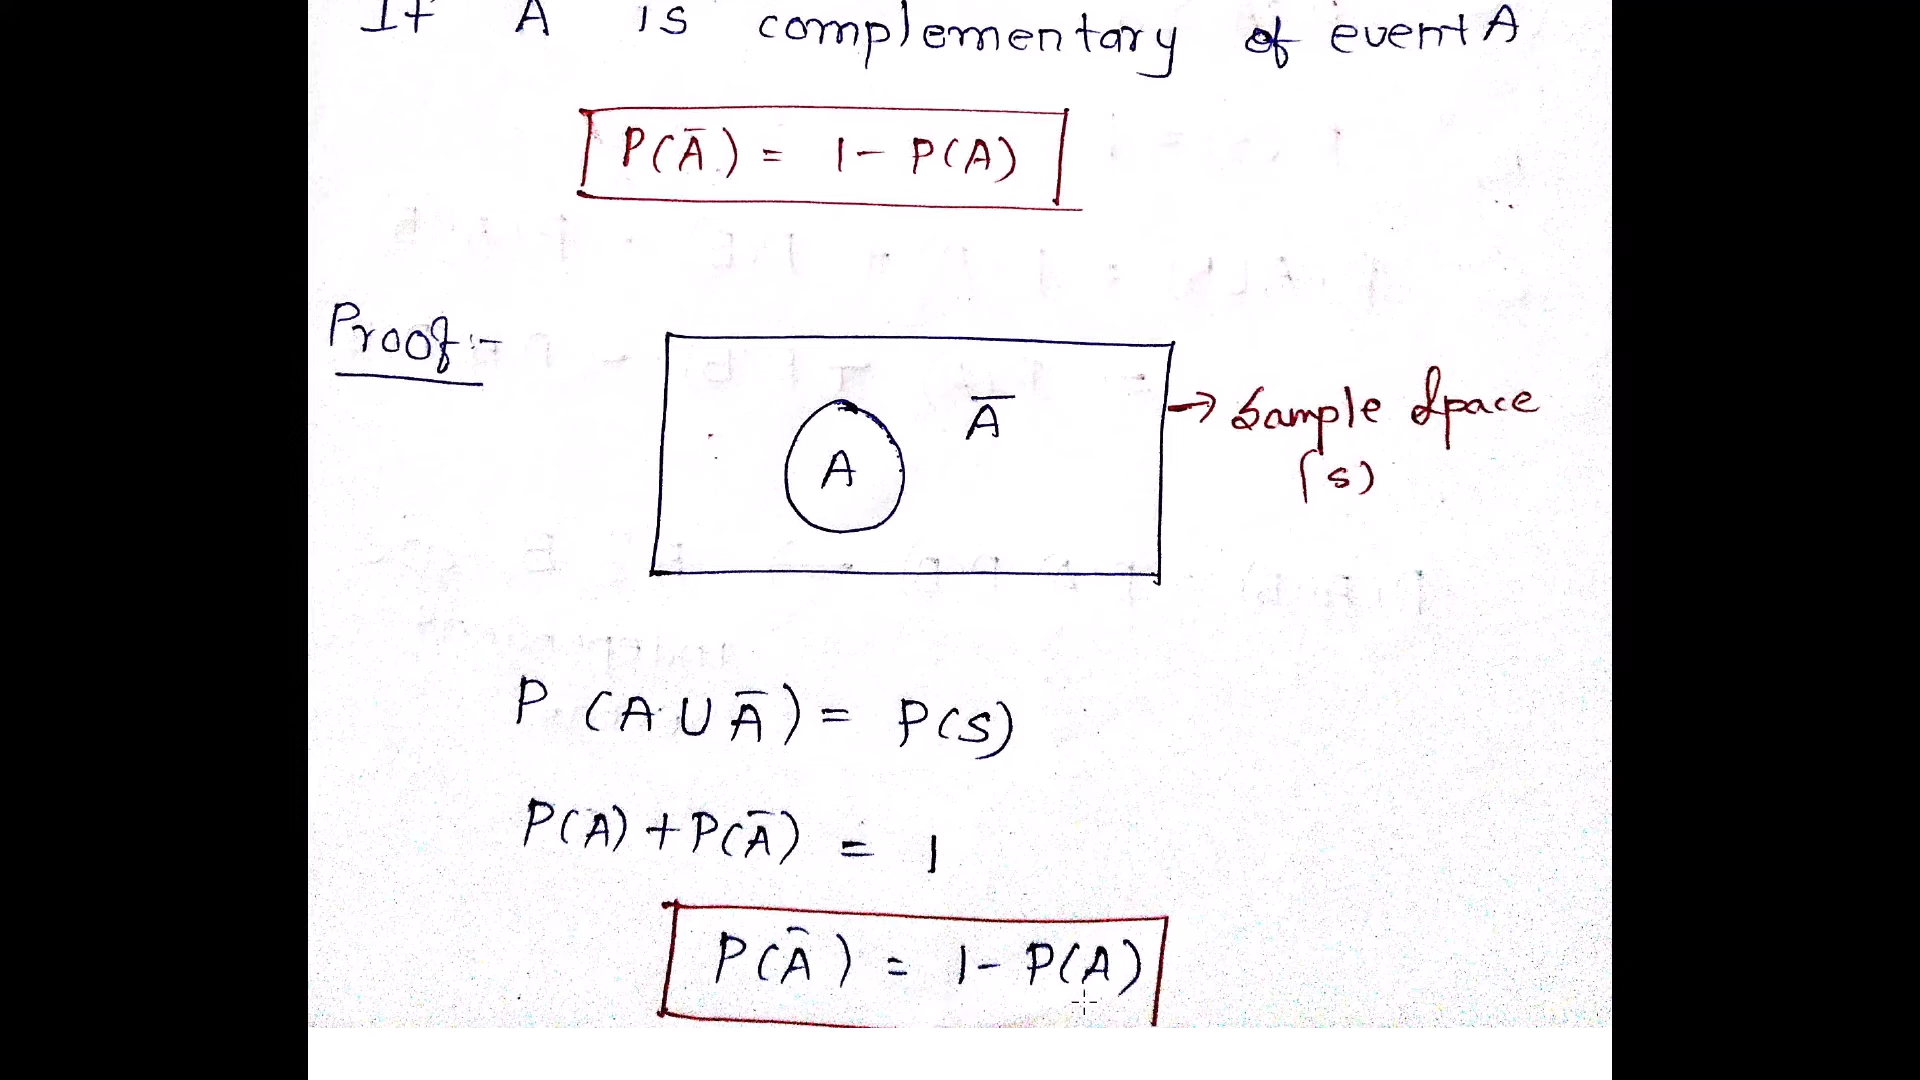 If A is complementary of event A
P(Ā) = 1 - P(A)
Proof :-
A̅
A
→ Sample Space
(S)
P (A ∪ A̅) = P(S)
P(A) + P(A̅) = 1
P(A̅) = 1 - P(A)